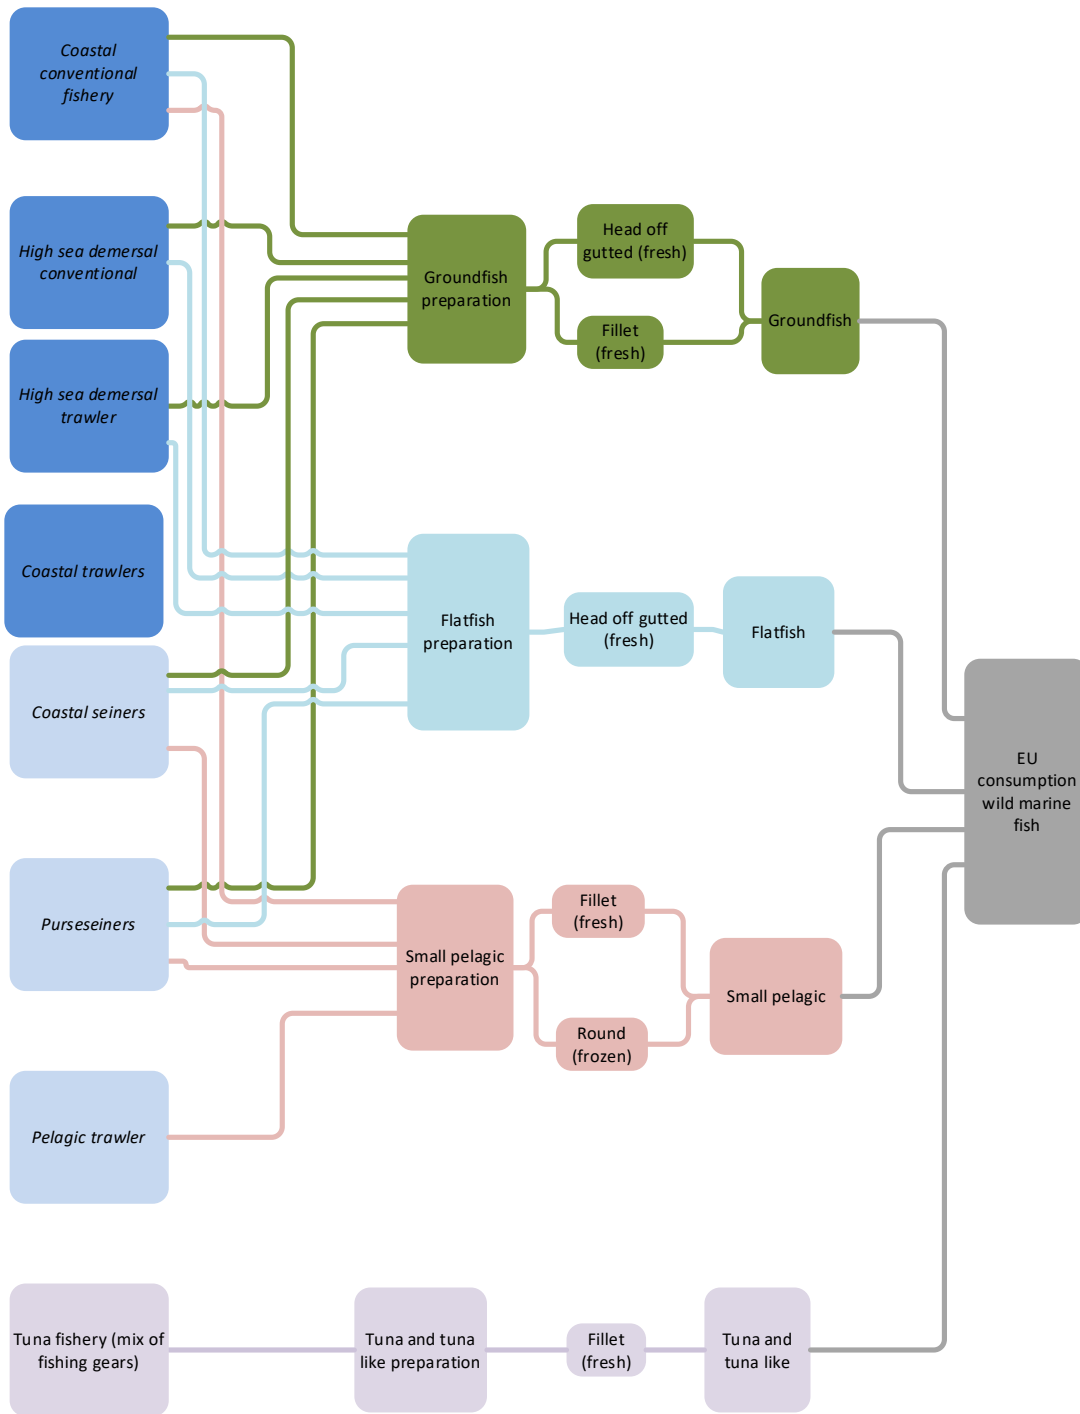 Coastal
conventional
fishery
High sea demersal
conventional
High sea demersal
trawler
Coastal trawlers
Coastal seiners
Purseseiners
Pelagic trawler
Tuna fishery (mix of
fishing gears)
Groundfish
preparation
Head off
gutted (fresh)
Fillet
(fresh)
Groundfish
Flatfish
preparation
Head off gutted
(fresh)
Flatfish
Small pelagic
preparation
Fillet
(fresh)
Round
(frozen)
Small pelagic
Tuna and tuna
like preparation
Fillet
(fresh)
Tuna and
tuna like
EU
consumption
wild marine
fish